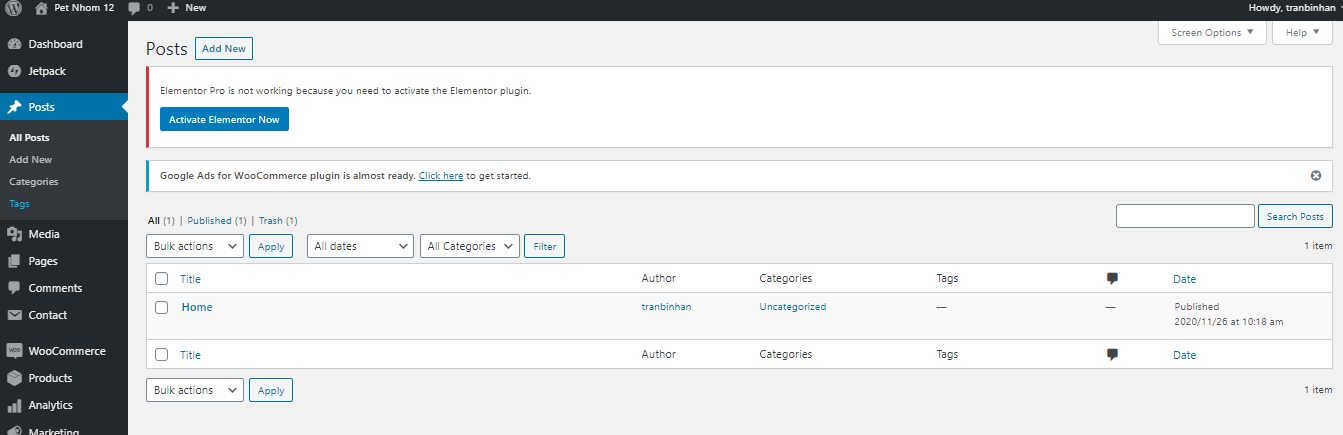 Pet Nhom 12 0 New Howdy, tranbinhan
Dashboard
Jetpack
Posts
All Posts
Add New
Categories
Tags
Media
Pages
Comments
Contact
WooCommerce
Products
Analytics
Marketing
Screen Options Help
Posts Add New
Elementor Pro is not working because you need to activate the Elementor plugin.
Activate Elementor Now
Google Ads for WooCommerce plugin is almost ready. Click here to get started.
All (1) | Published (1) | Trash (1)
Search Posts
Bulk actions Apply All dates All Categories Filter 1 item
Title Author Categories Tags Date
Home tranbinhan Uncategorized — — Published
2020/11/26 at 10:18 am
Title Author Categories Tags Date
Bulk actions Apply 1 item